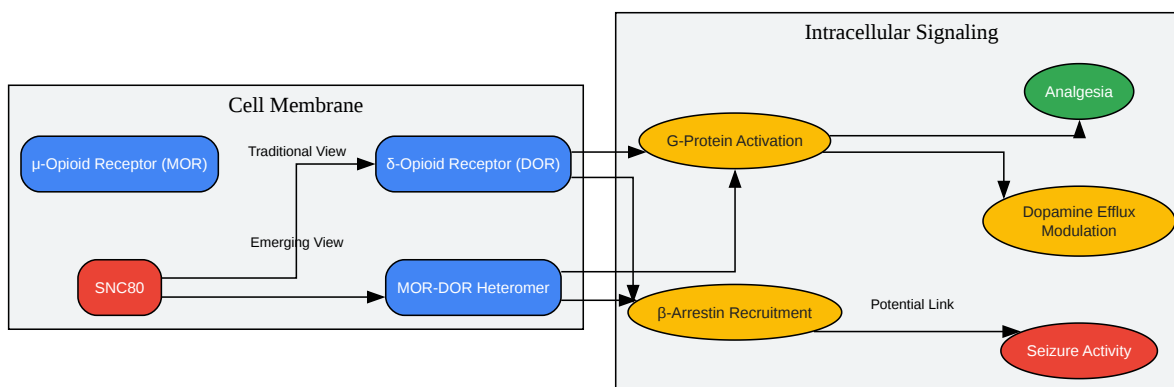 Intracellular Signaling
Cell Membrane
Analgesia
μ-Opioid Receptor (MOR)
Traditional View
δ-Opioid Receptor (DOR)
G-Protein Activation
Dopamine Efflux
Modulation
Emerging View
SNC80
MOR-DOR Heteromer
β-Arrestin Recruitment
Potential Link
Seizure Activity